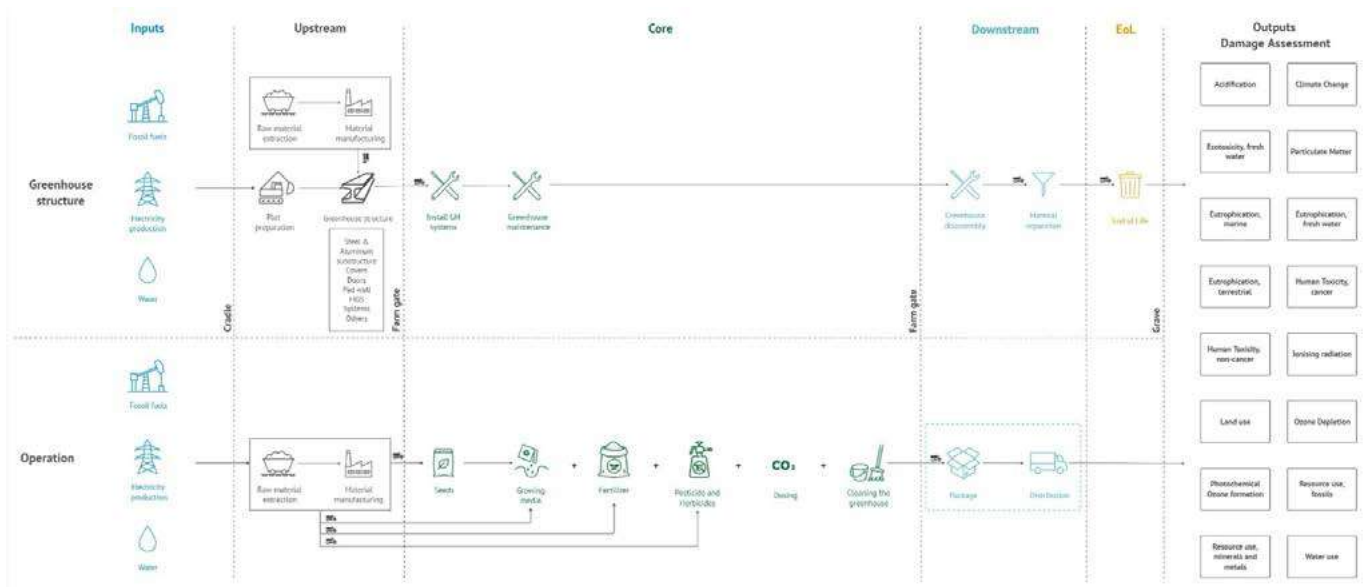 Inputs
Upstream
Core
Downstream
EoL
Outputs
Damage Assessment
Greenhouse
structure
Fossil fuels
Electricity
production
Water
Cradle
Raw material
extraction
Material
manufacturing
Plot
preparation
Greenhouse structure
Steel &
Aluminum
substructure
Covers
Doors
Pad wall
Systems
Others
Farm gate
Install GH
systems
Greenhouse
maintenance
Farm gate
Greenhouse
disassembly
Material
separation
End of Life
Grave
Acidification
Climate Change
Ecotoxicity, fresh
water
Particulate Matter
Eutrophication,
marine
Eutrophication,
fresh water
Eutrophication,
terrestrial
Human Toxicity,
cancer
Human Toxicity,
non-cancer
Ionising radiation
Land use
Ozone Depletion
Photochemical
Ozone formation
Resource use,
fossils
Resource use,
minerals and
metals
Water use
Operation
Fossil fuels
Electricity
production
Water
Raw material
extraction
Material
manufacturing
Seeds
Growing
media
+
Fertilizer
+
Pesticide and
Herbicides
+
CO₂
Dosing
+
Cleaning the
greenhouse
Package
Distribution